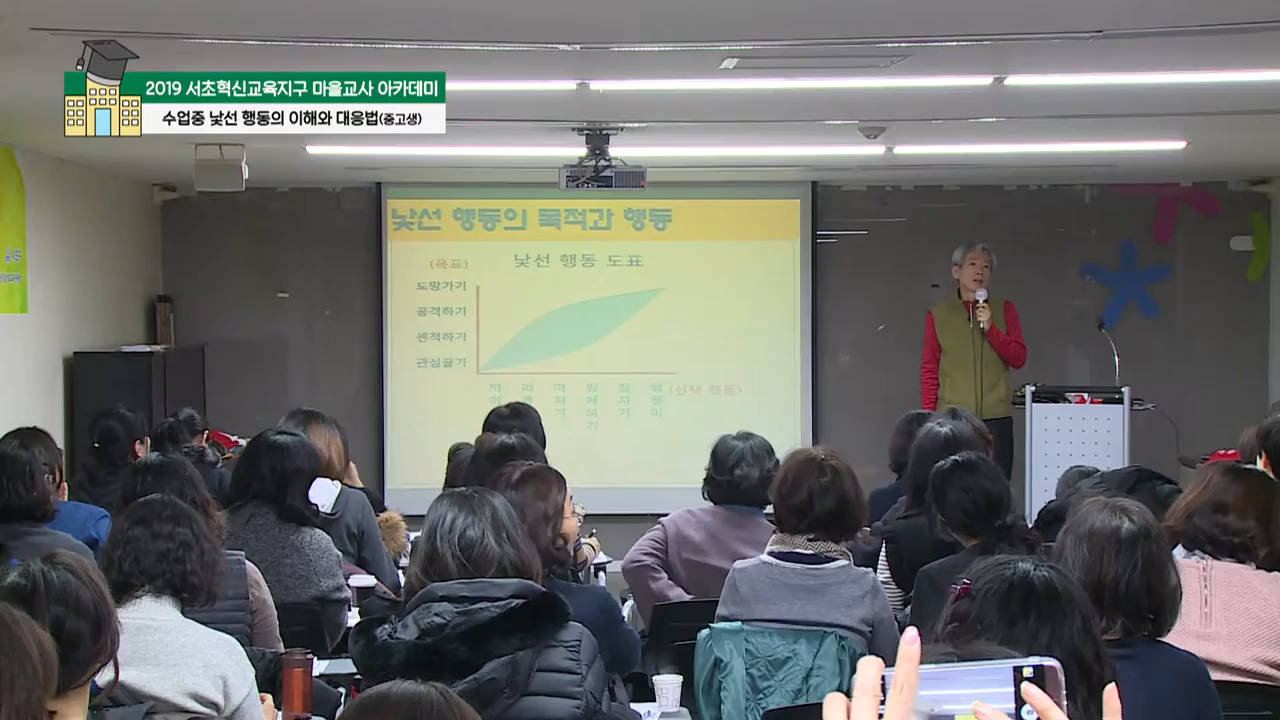 2019 서초혁신교육지구 마을교사 아카데미
수업중 낯선 행동의 이해와 대응법(중고생)
낯선 행동의 목적과 행동
낯선 행동 도표
(목표)
도망가기
공격하기
센척하기
관심끌기
(선택 행동)